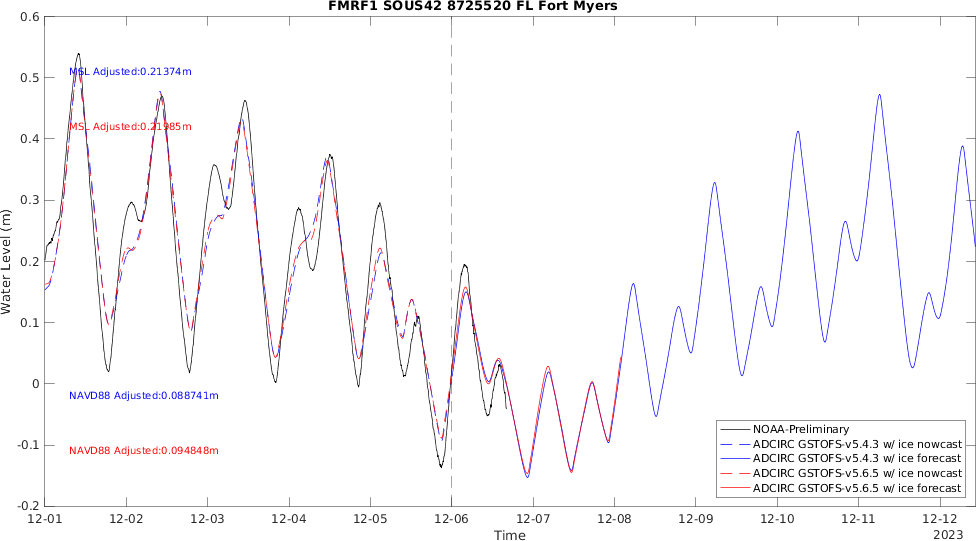 FMRF1 SOUS42 8725520 FL Fort Myers
0.6
0.5
0.4
0.3
0.2
0.1
0
-0.1
-0.2
Water Level (m)
MSL Adjusted:0.21374m
MSL Adjusted:0.21985m
NAVD88 Adjusted:0.088741m
NAVD88 Adjusted:0.094848m
NOAA-Preliminary
ADCIRC GSTOFS-v5.4.3 w/ ice nowcast
ADCIRC GSTOFS-v5.4.3 w/ ice forecast
ADCIRC GSTOFS-v5.6.5 w/ ice nowcast
ADCIRC GSTOFS-v5.6.5 w/ ice forecast
12-01 12-02 12-03 12-04 12-05 12-06 12-07 12-08 12-09 12-10 12-11 12-12
Time
2023